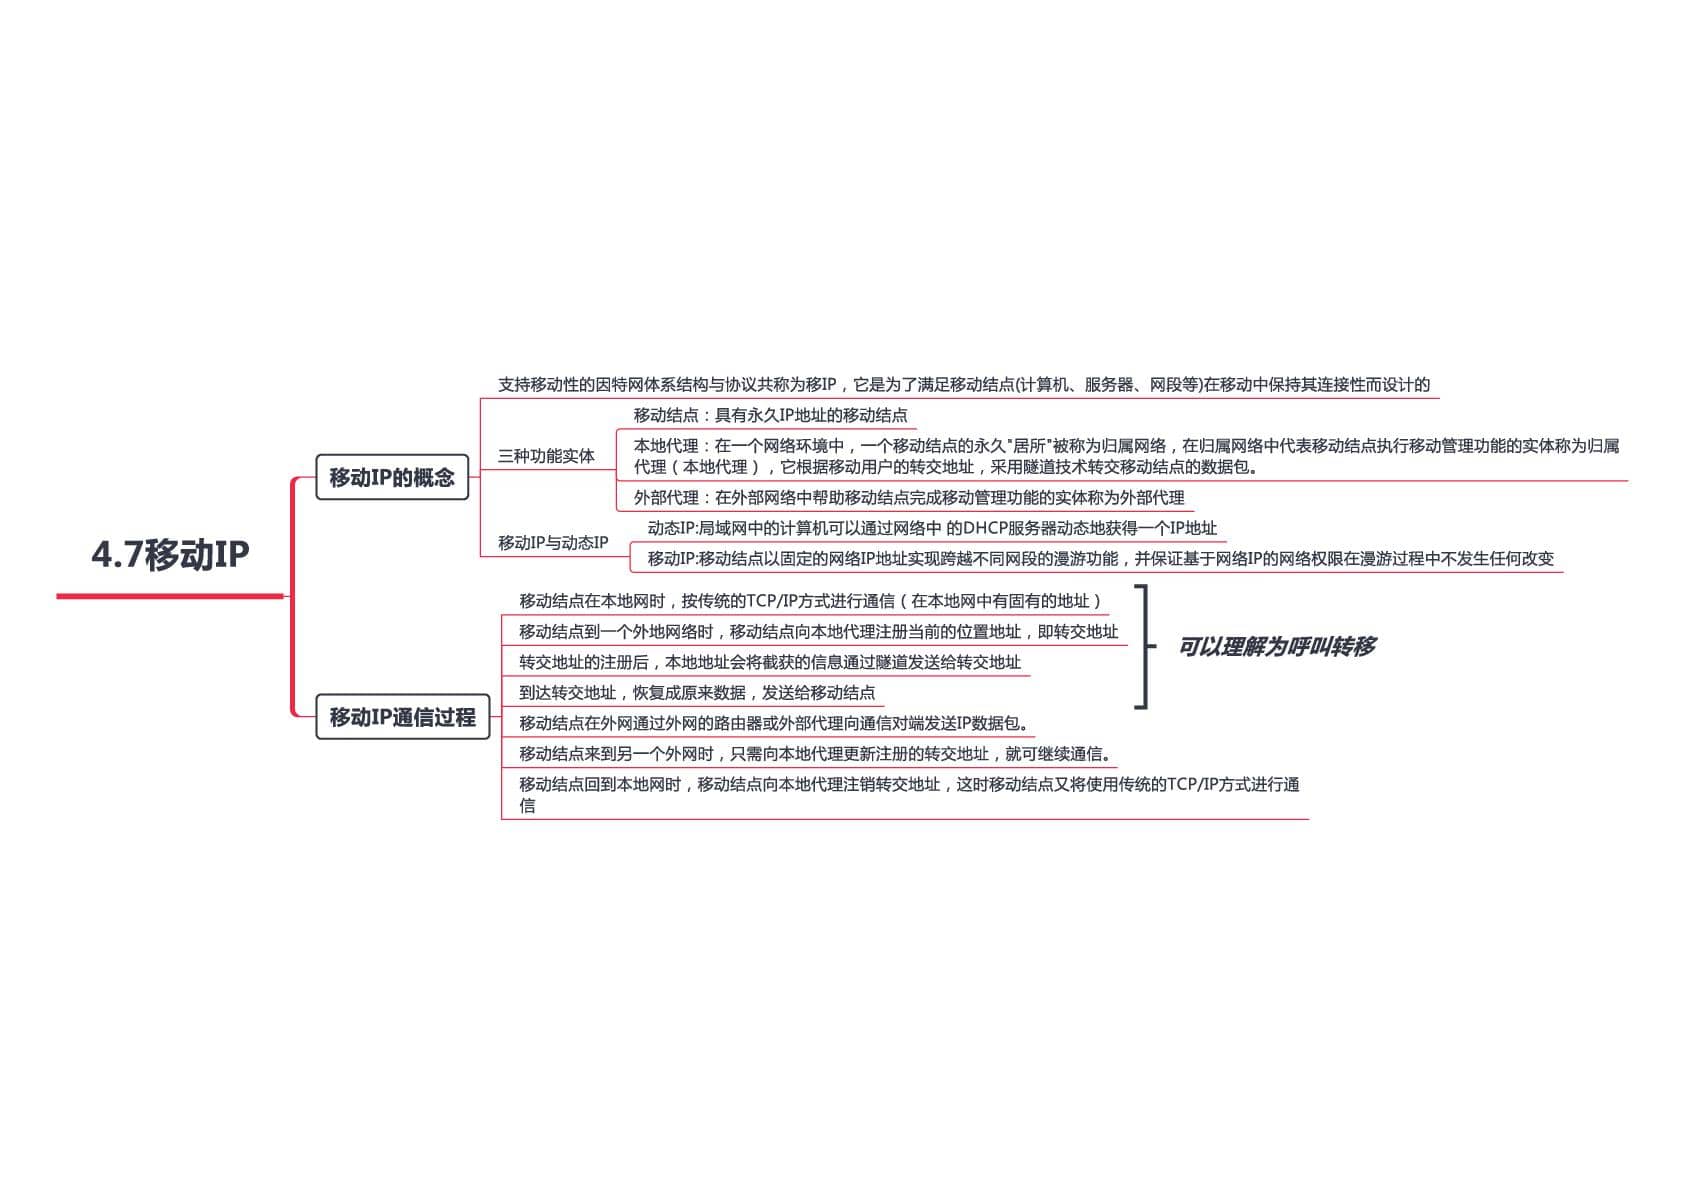 4.7移动IP
移动IP的概念
支持移动性的因特网体系结构与协议共称为移IP，它是为了满足移动结点(计算机、服务器、网段等)在移动中保持其连接性而设计的
三种功能实体
移动结点：具有永久IP地址的移动结点
本地代理：在一个网络环境中，一个移动结点的永久"居所"被称为归属网络，在归属网络中代表移动结点执行移动管理功能的实体称为归属
代理（本地代理），它根据移动用户的转交地址，采用隧道技术转交移动结点的数据包。
外部代理：在外部网络中帮助移动结点完成移动管理功能的实体称为外部代理
移动IP与动态IP
动态IP:局域网中的计算机可以通过网络中 的DHCP服务器动态地获得一个IP地址
移动IP:移动结点以固定的网络IP地址实现跨越不同网段的漫游功能，并保证基于网络IP的网络权限在漫游过程中不发生任何改变
移动IP通信过程
移动结点在本地网时，按传统的TCP/IP方式进行通信（在本地网中有固有的地址）
移动结点到一个外地网络时，移动结点向本地代理注册当前的位置地址，即转交地址
转交地址的注册后，本地地址会将截获的信息通过隧道发送给转交地址
到达转交地址，恢复成原来数据，发送给移动结点
可以理解为呼叫转移
移动结点在外网通过外网的路由器或外部代理向通信对端发送IP数据包。
移动结点来到另一个外网时，只需向本地代理更新注册的转交地址，就可继续通信。
移动结点回到本地网时，移动结点向本地代理注销转交地址，这时移动结点又将使用传统的TCP/IP方式进行通
信